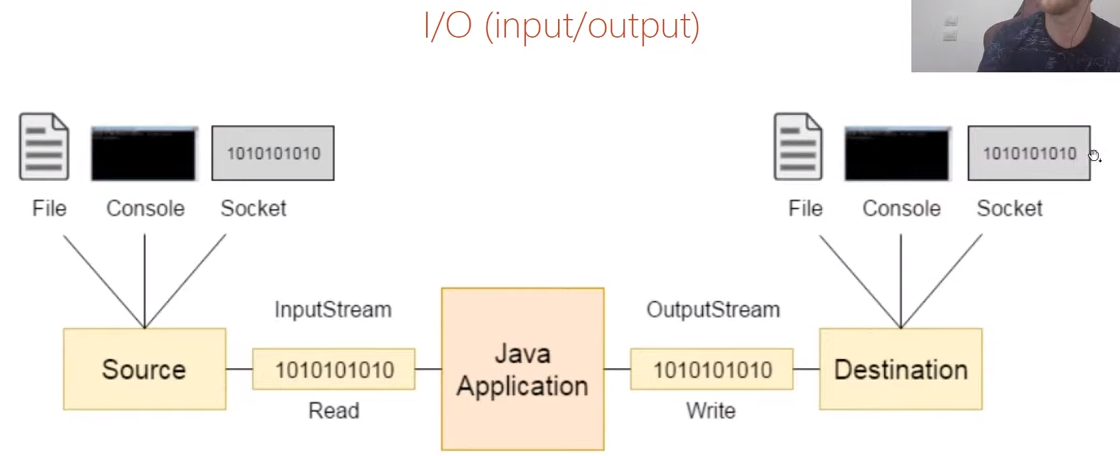 I/O (input/output)
1010101010
1010101010
File
Console
Socket
File
Console
Socket
InputStream
OutputStream
Source
1010101010
Java
Application
1010101010
Destination
Read
Write